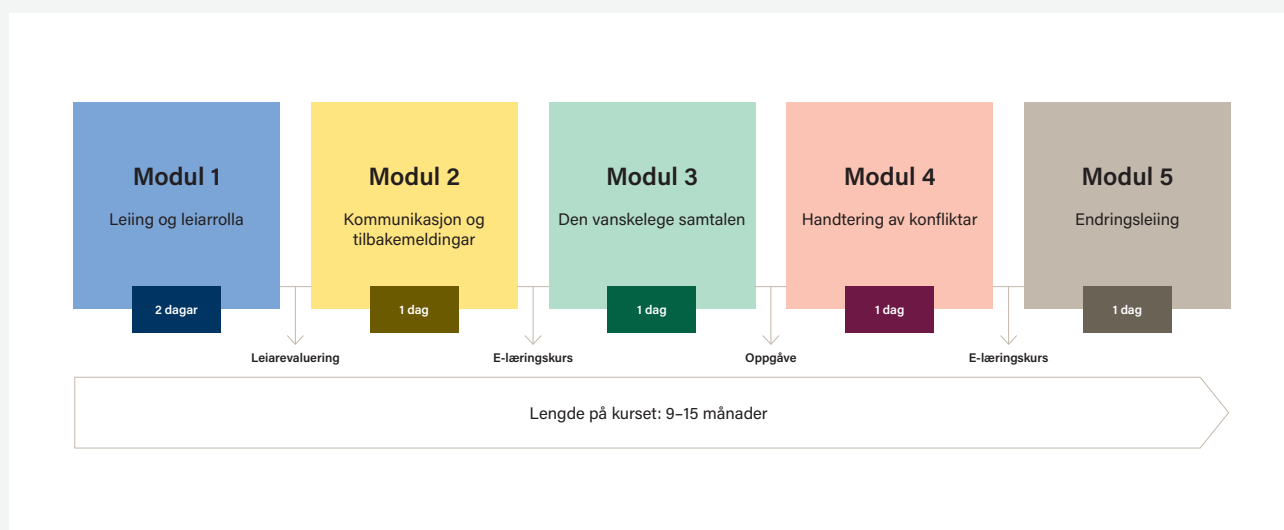 Modul 1
Leiing og leiarrolla
2 dagar
Modul 2
Kommunikasjon og
tilbakemeldingar
1 dag
Modul 3
Den vanskelege samtalen
1 dag
Modul 4
Handtering av konfliktar
1 dag
Modul 5
Endringsleiing
1 dag
Leiarevaluering
E-læringskurs
Oppgåve
E-læringskurs
Lengde på kurset: 9–15 månader